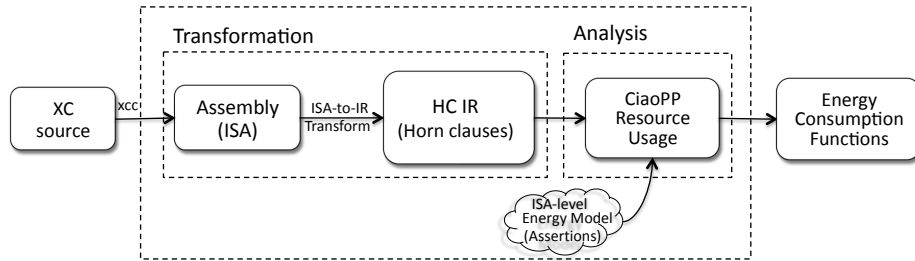 Transformation
Analysis
XC
source
xcc
Assembly
(ISA)
ISA-to-IR
Transform
HC IR
(Horn clauses)
CiaoPP
Resource
Usage
Energy
Consumption
Functions
ISA-level
Energy Model
(Assertions)